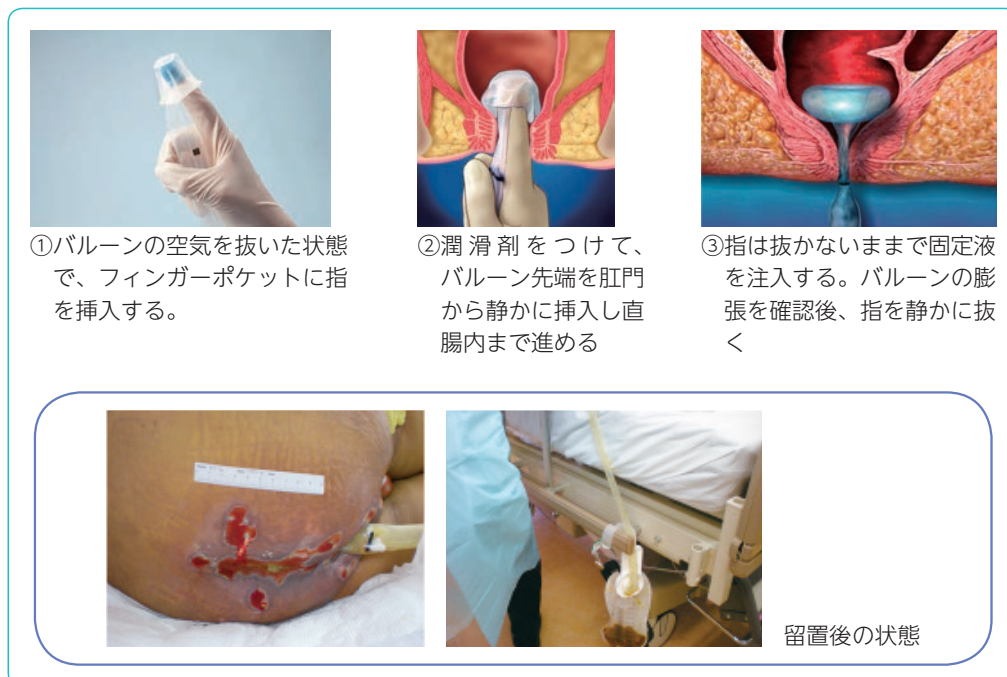 ①バルーンの空気を抜いた状態
で、フィンガーポケットに指
を挿入する。
②潤滑剤をつけて、
バルーン先端を肛門
から静かに挿入し直
腸内まで進める
③指は抜かないままで固定液
を注入する。バルーンの膨
張を確認後、指を静かに抜
く
留置後の状態